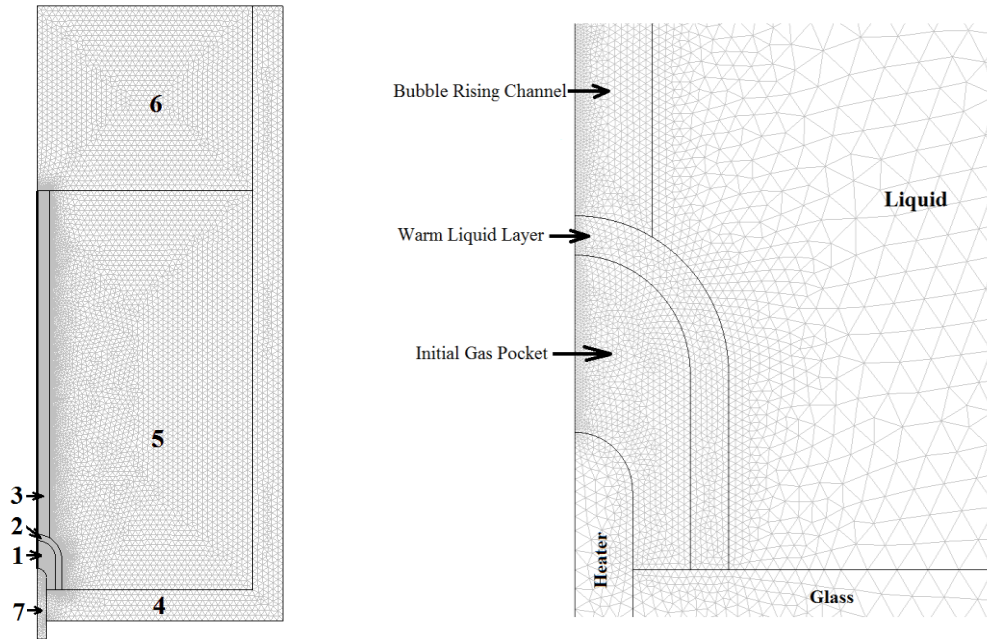 6
5
3
2
1
7
4
Bubble Rising Channel
Liquid
Warm Liquid Layer
Initial Gas Pocket
Heater
Glass